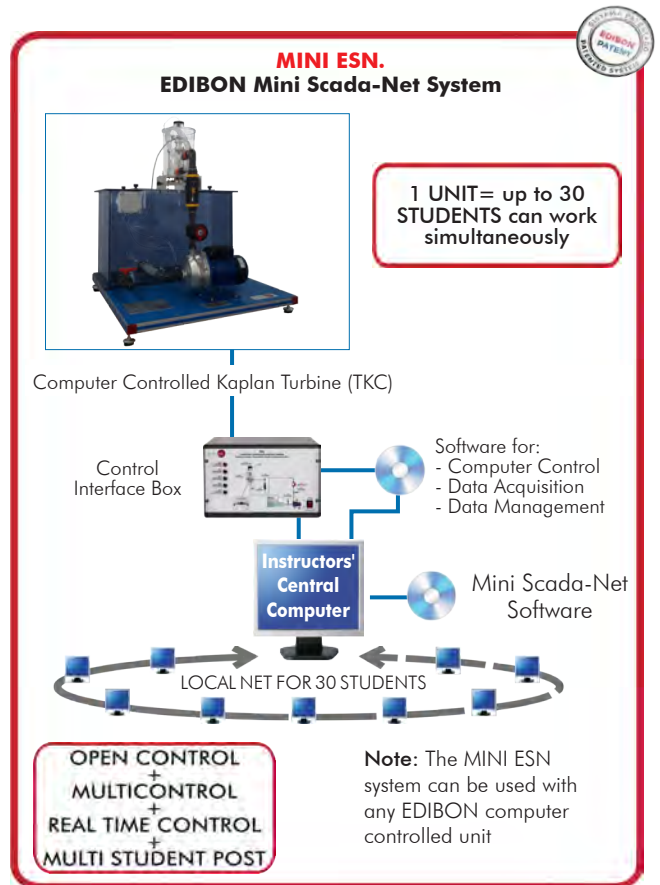 EDIBON
PATENT
MINI ESN.
EDIBON Mini Scada-Net System
1 UNIT= up to 30
STUDENTS can work
simultaneously
Computer Controlled Kaplan Turbine (TKC)
Control
Interface Box
Software for:
- Computer Control
- Data Acquisition
- Data Management
Instructors'
Central
Computer
Mini Scada-Net
Software
LOCAL NET FOR 30 STUDENTS
OPEN CONTROL
+
MULTICONTROL
+
REAL TIME CONTROL
+
MULTI STUDENT POST
Note: The MINI ESN
system can be used with
any EDIBON computer
controlled unit